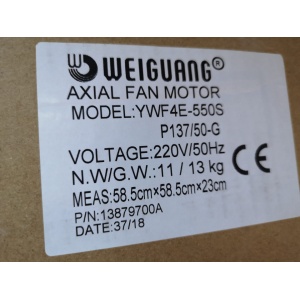 WEIGUANG®
AXIAL FAN MOTOR
MODEL:YWF4E-550S
P137/50-G
VOLTAGE:220V/50Hz
N.W/G.W:11 / 13 kg
MEAS:58.5cm×58.5cm×23cm
P/N:13879700A
DATE:37/18